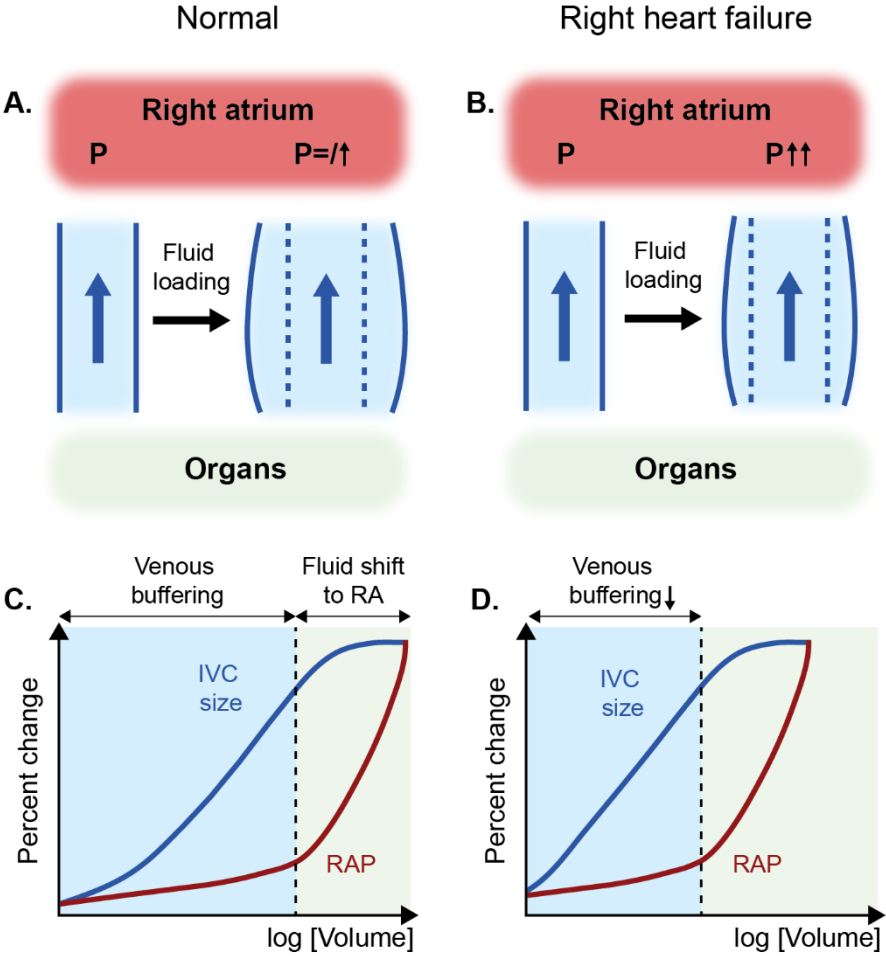 Normal
Right heart failure
A.
Right atrium
P
P=/↑
Fluid
loading
Organs
B.
Right atrium
P
P↑↑
Fluid
loading
Organs
C.
Venous
buffering
Fluid shift
to RA
IVC
size
RAP
Percent change
log [Volume]
D.
Venous
buffering↓
IVC
size
RAP
Percent change
log [Volume]